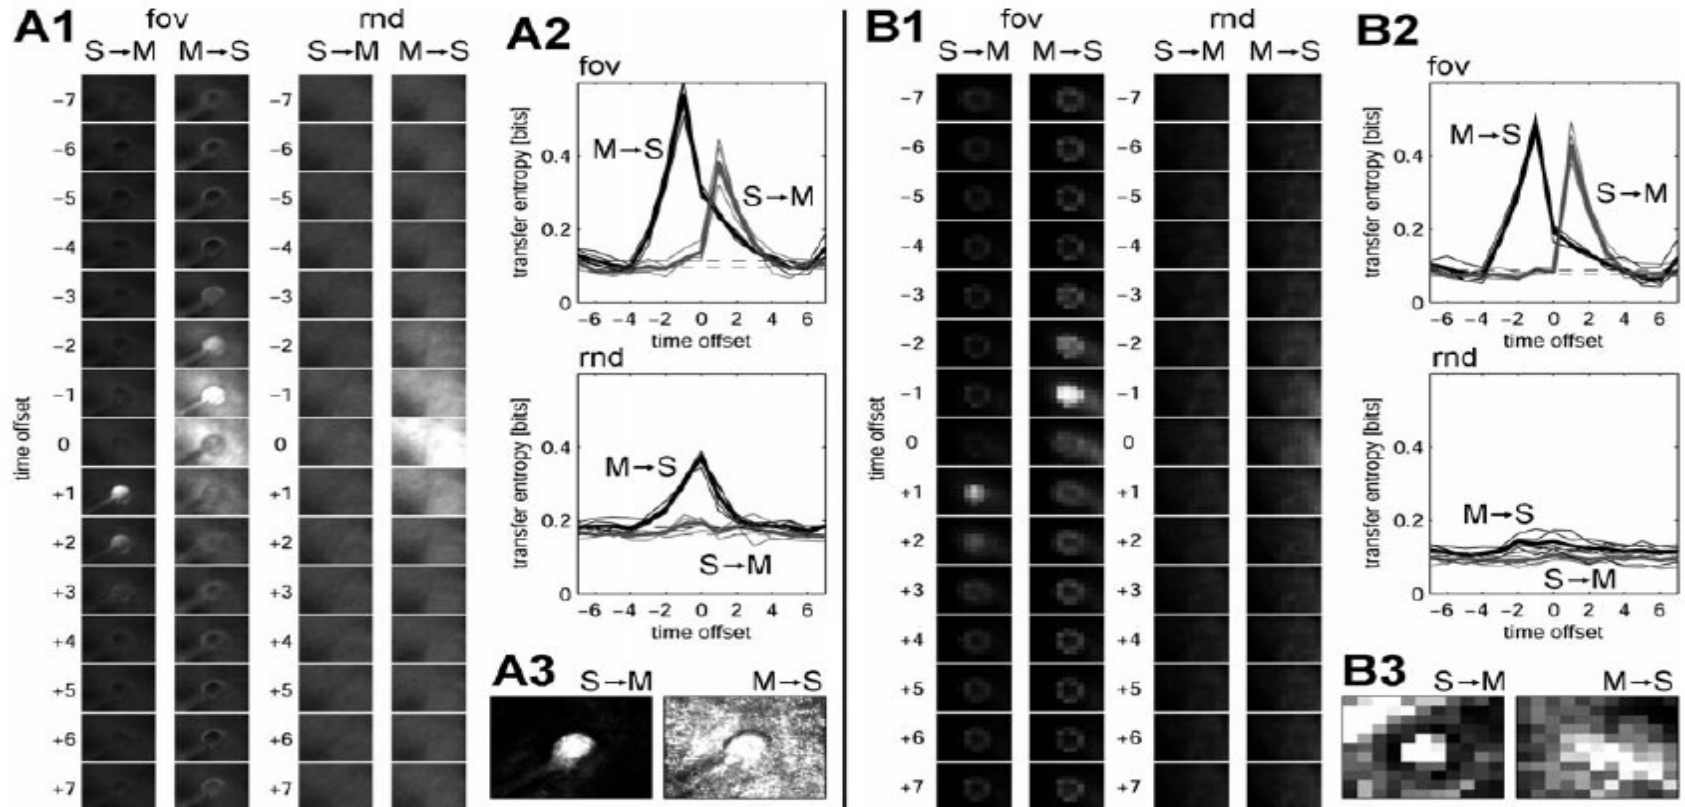 A1
fov
rnd
S→M M→S S→M M→S
time offset
−7 −7
−6 −6
−5 −5
−4 −4
−3 −3
−2 −2
−1 −1
0 0
+1 +1
+2 +2
+3 +3
+4 +4
+5 +5
+6 +6
+7 +7
A2
fov
transfer entropy [bits]
0.4
0.2
0
M→S
S→M
−6 −4 −2 0 2 4 6
time offset
rnd
transfer entropy [bits]
0.4
0.2
0
M→S
S→M
−6 −4 −2 0 2 4 6
time offset
A3
S→M M→S
B1
fov
rnd
S→M M→S S→M M→S
time offset
−7 −7
−6 −6
−5 −5
−4 −4
−3 −3
−2 −2
−1 −1
0 0
+1 +1
+2 +2
+3 +3
+4 +4
+5 +5
+6 +6
+7 +7
B2
fov
transfer entropy [bits]
0.4
0.2
0
M→S
S→M
−6 −4 −2 0 2 4 6
time offset
rnd
transfer entropy [bits]
0.4
0.2
0
M→S
S→M
−6 −4 −2 0 2 4 6
time offset
B3
S→M M→S